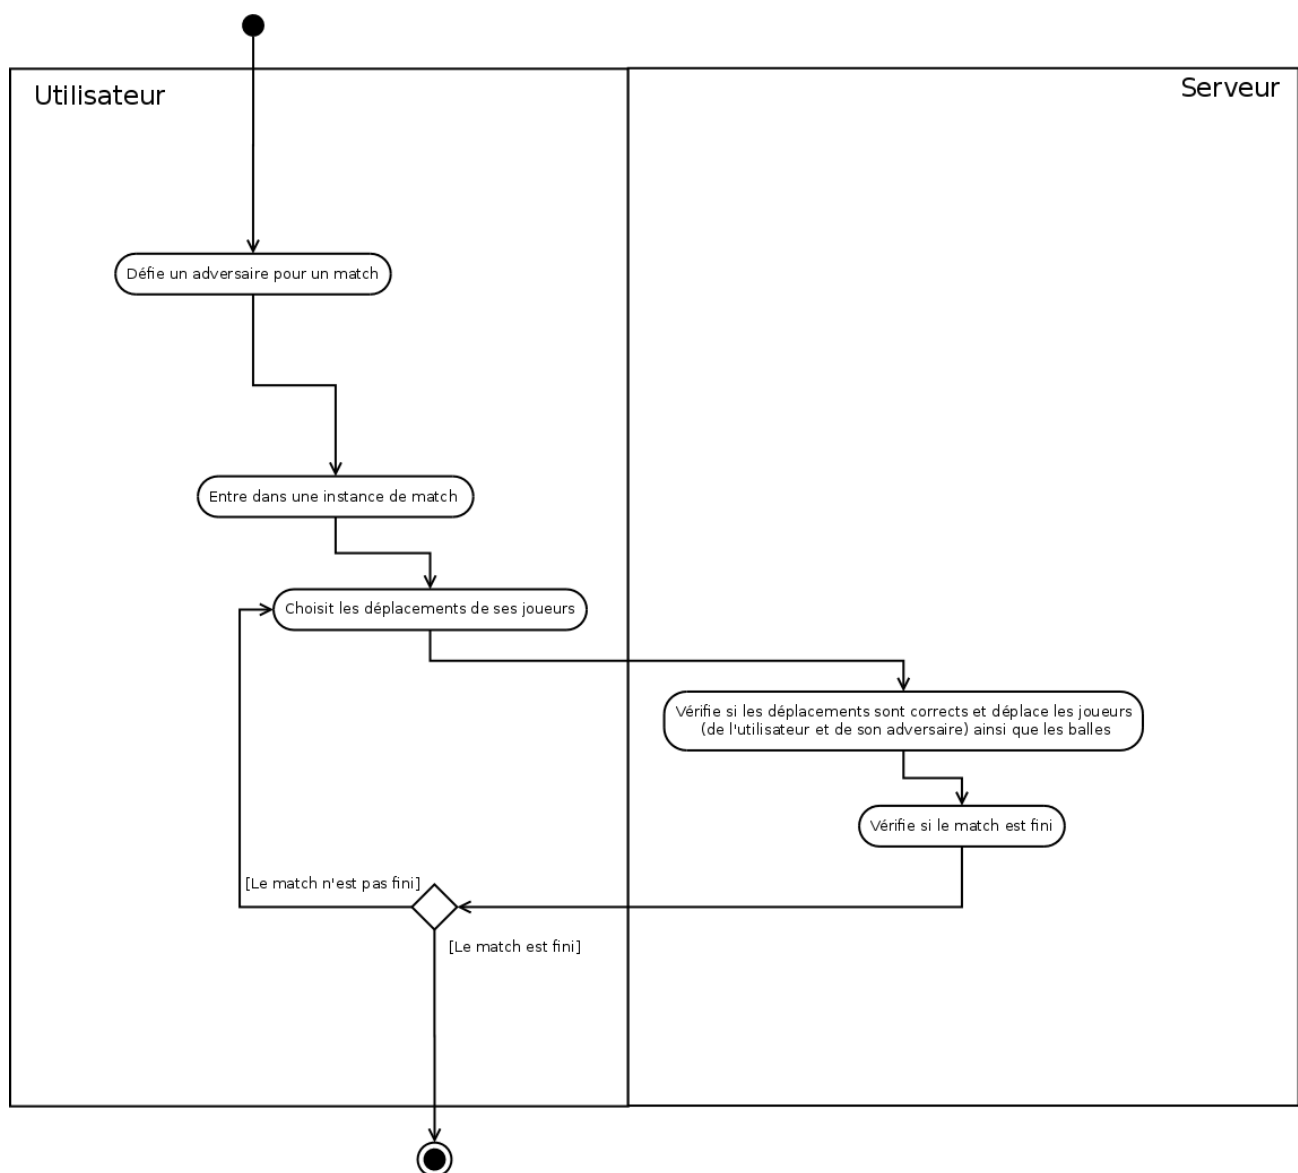 Utilisateur
Serveur
Défie un adversaire pour un match
Entre dans une instance de match
Choisit les déplacements de ses joueurs
Vérifie si les déplacements sont corrects et déplace les joueurs
(de l'utilisateur et de son adversaire) ainsi que les balles
Vérifie si le match est fini
[Le match n'est pas fini]
[Le match est fini]